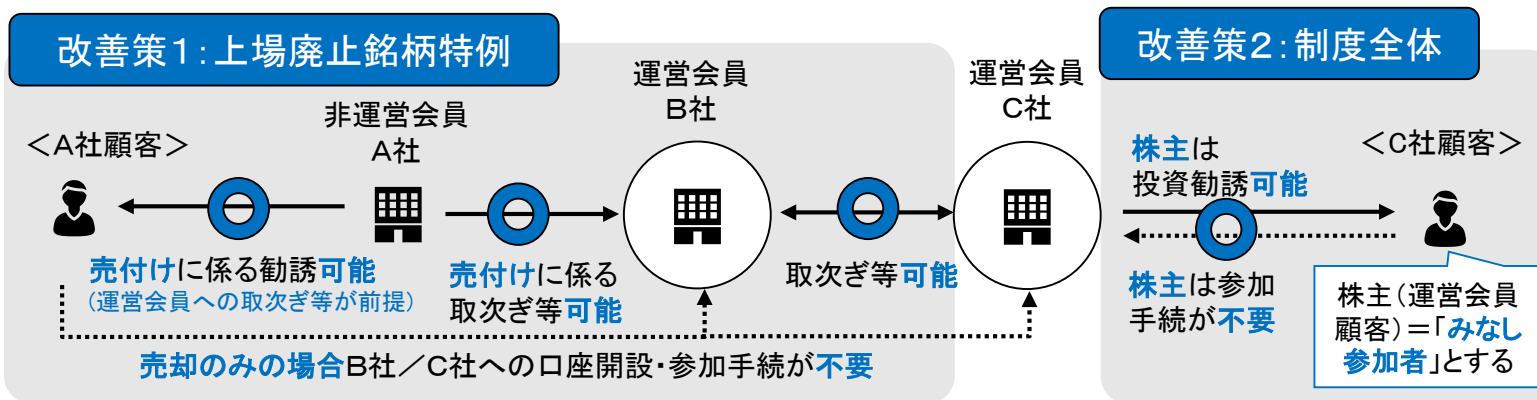 改善策1：上場廃止銘柄特例
＜A社顧客＞
非運営会員
A社
運営会員
B社
売付けに係る勧誘可能
（運営会員への取次ぎ等が前提）
売付けに係る
取次ぎ等可能
取次ぎ等可能
売却のみの場合B社／C社への口座開設・参加手続が不要
運営会員
C社
改善策2：制度全体
株主は
投資勧誘可能
＜C社顧客＞
株主は参加
手続が不要
株主（運営会員
顧客）＝「みなし
参加者」とする